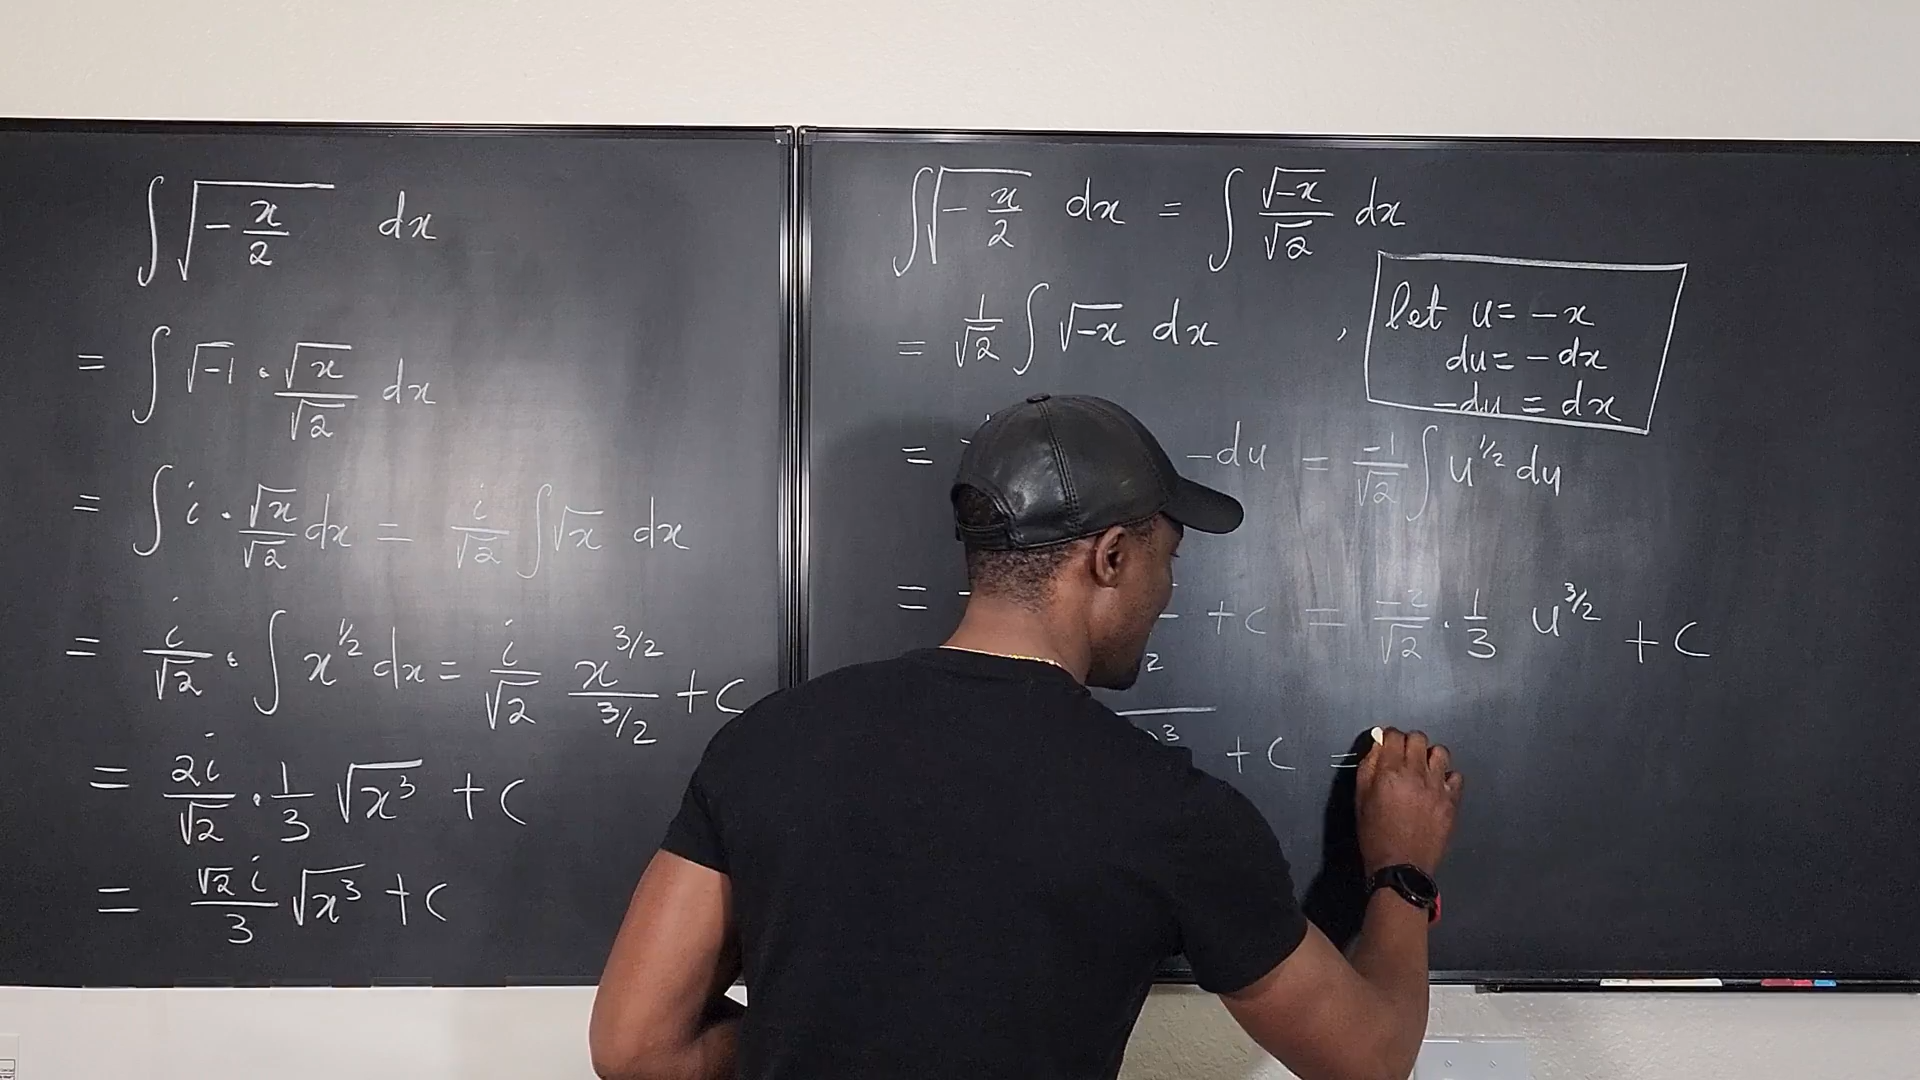 ∫√(-x/2) dx
= ∫ √-1 · √x/√2 dx
= ∫ i · √x/√2 dx = i/√2 ∫√x dx
= i/√2 · ∫ x^1/2 dx = i/√2 x^3/2/3/2 + C
= 2i/√2 · 1/3 √x³ + C
= √2 i/3 √x³ + C
∫√(-x/2) dx = ∫ √-x/√2 dx
= 1/√2 ∫ √-x dx ,
let u = -x
du = -dx
-du = dx
= -du = -1/√2 ∫ u^1/2 du
= + C = -2/√2 · 1/3 u^3/2 + C
3 + C =